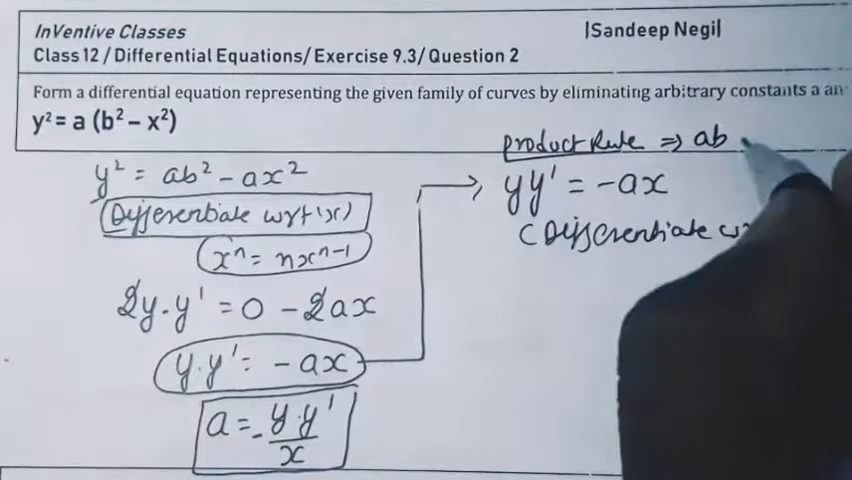 InVentive Classes
|Sandeep Negi|
Class 12 / Differential Equations/ Exercise 9.3/ Question 2
Form a differential equation representing the given family of curves by eliminating arbitrary constants a an
y² = a (b² – x²)
y² = ab² - ax²
Differentiate wrt (x)
xⁿ = nxⁿ⁻¹
2y · y' = 0 - 2ax
y · y' = - ax
a = - y·y' / x
product Rule ⇒ ab
yy' = -ax
( Differentiate